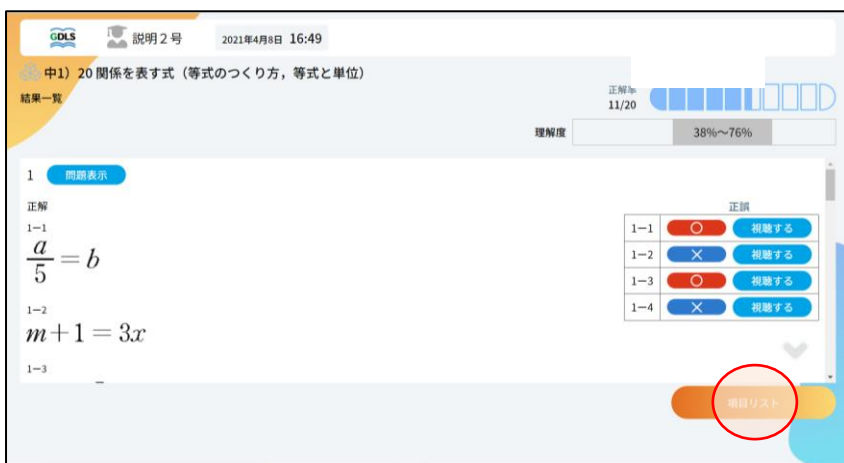 GDLS 説明2号 2021年4月8日 16:49
中1）20 関係を表す式（等式のつくり方，等式と単位）
結果一覧
正解率
11/20
理解度 38%～76%
1 問題表示
正解
正誤
1−1
a/5 = b
1−1 ○ 視聴する
1−2 × 視聴する
1−3 ○ 視聴する
1−4 × 視聴する
1−2
m+1 = 3x
1−3
項目リスト